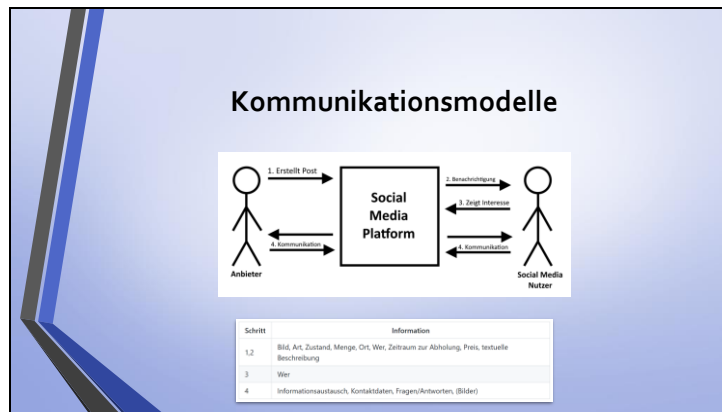 Kommunikationsmodelle
1. Erstellt Post
2. Benachrichtigung
Social
Media
Platform
3. Zeigt Interesse
4. Kommunikation
4. Kommunikation
Anbieter
Social Media
Nutzer
Schritt Information
1,2 Bild, Art, Zustand, Menge, Ort, Wer, Zeitraum zur Abholung, Preis, textuelle
Beschreibung
3 Wer
4 Informationsaustausch, Kontaktdaten, Fragen/Antworten, (Bilder)